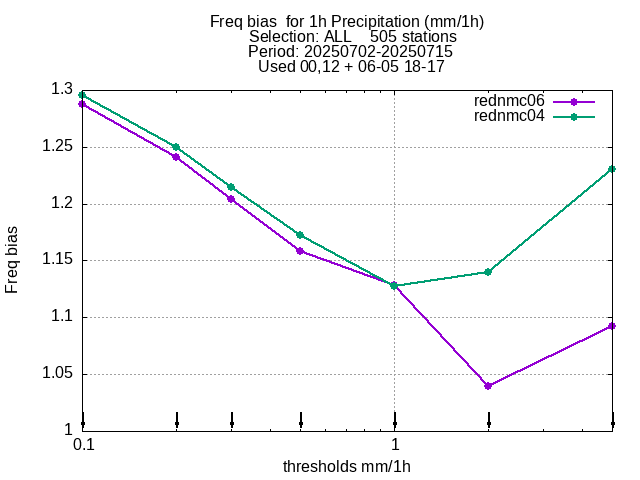 Freq bias  for 1h Precipitation (mm/1h)
Selection: ALL    505 stations
Period: 20250702-20250715
Used 00,12 + 06-05 18-17
rednmc06
rednmc04
1.3
1.25
1.2
1.15
1.1
1.05
1
Freq bias
0.1
1
thresholds mm/1h